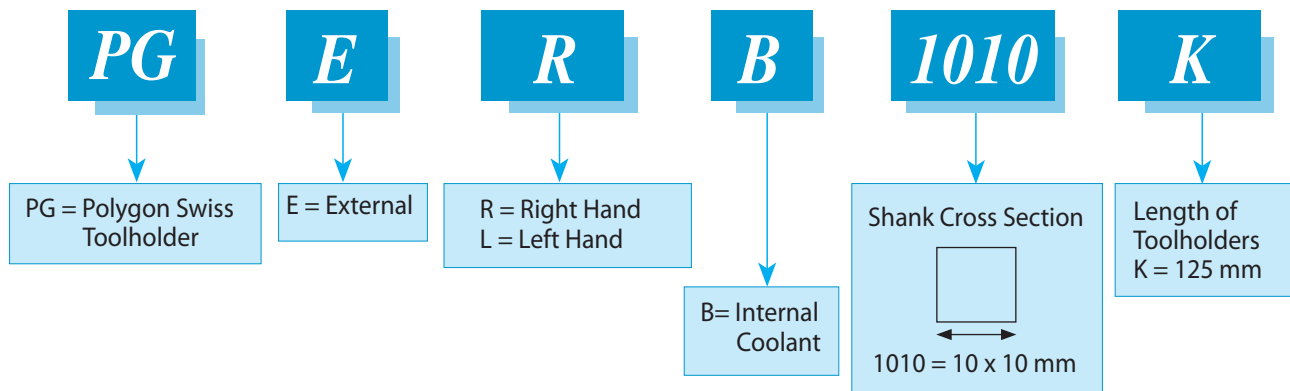 PG E R B 1010 K
PG = Polygon Swiss
Toolholder
E = External
R = Right Hand
L = Left Hand
B= Internal
Coolant
Shank Cross Section
1010 = 10 x 10 mm
Length of
Toolholders
K = 125 mm